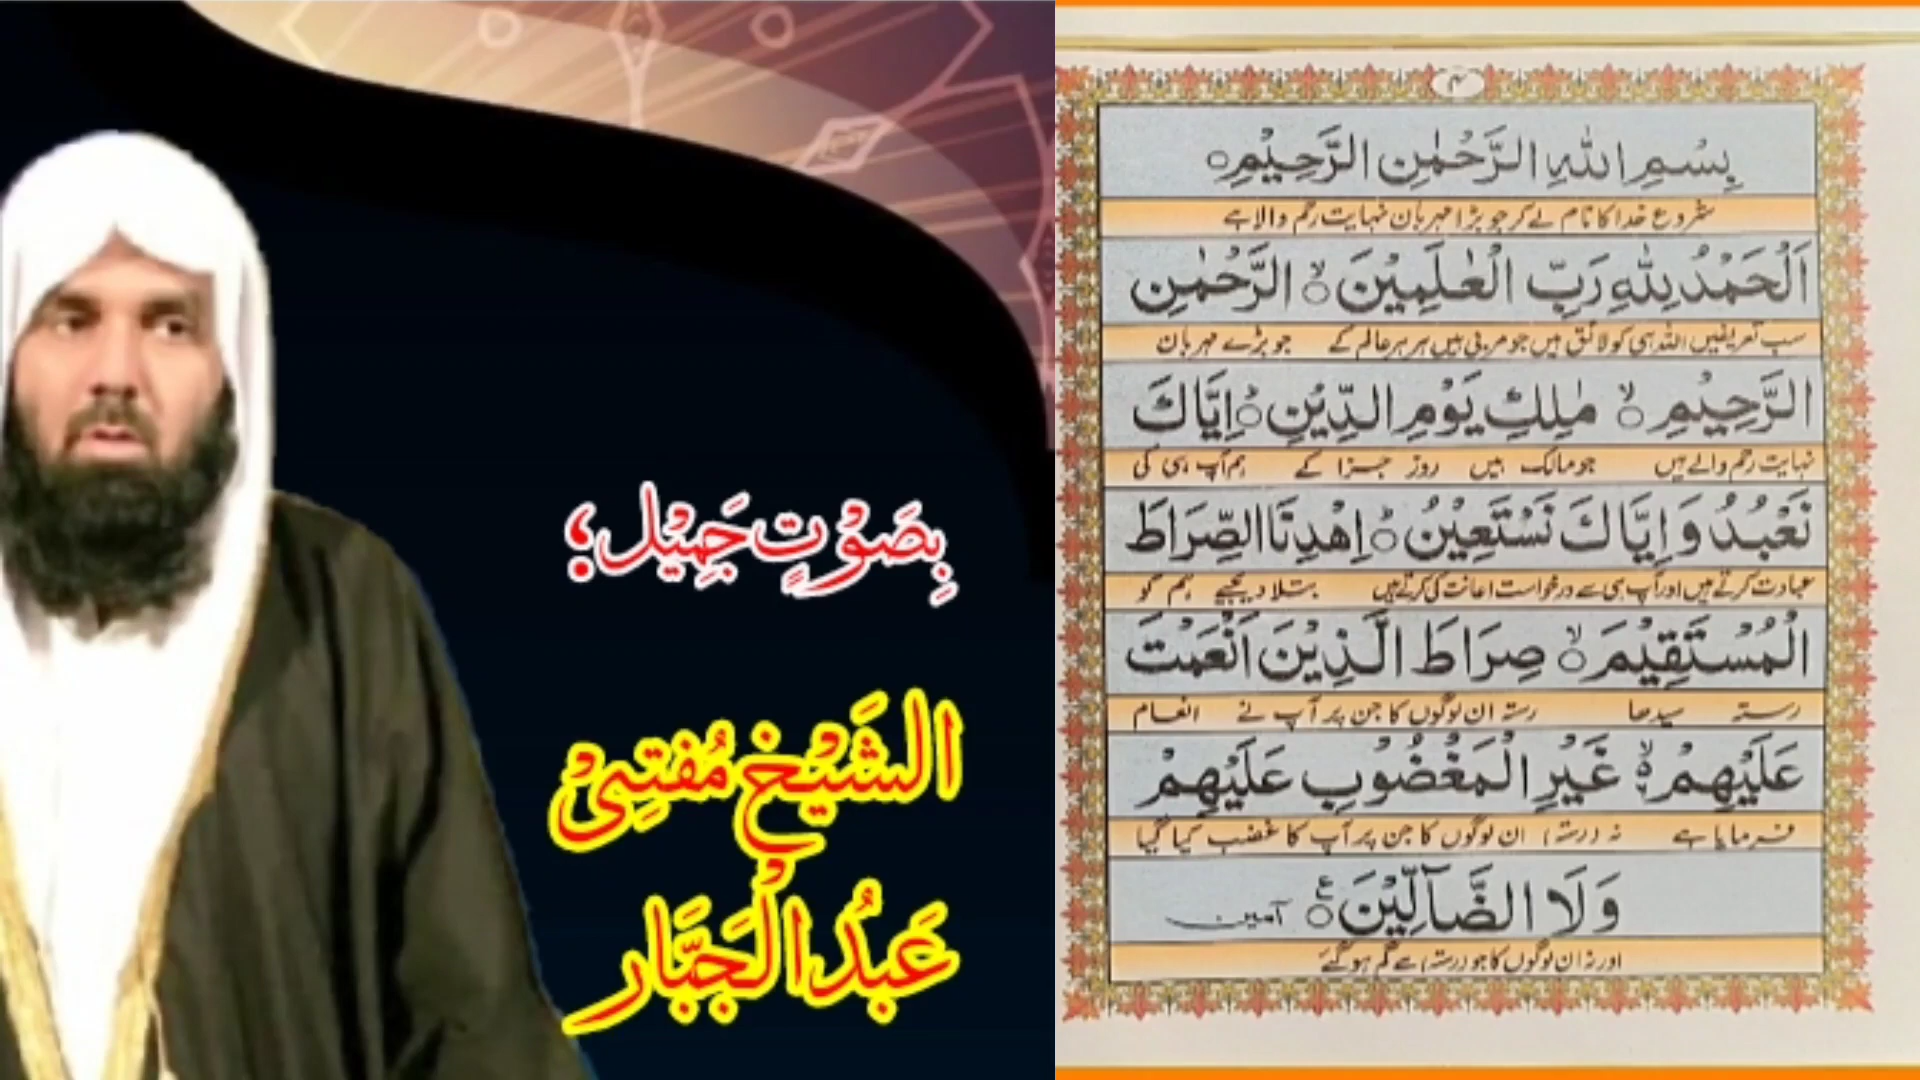 بِصَوْتٍ جَمِيْل؛
الشَيْخ مُفتِىْ
عَبدُ الْجَبَّار
۴
بِسْمِ اللّٰهِ الرَّحْمٰنِ الرَّحِيْمِ○
شروع خدا کا نام لے کر جو بڑا مہربان نہایت رحم والا ہے
اَلْحَمْدُ لِلّٰهِ رَبِّ الْعٰلَمِيْنَ○ۙ الرَّحْمٰنِ
سب تعریفیں اللہ ہی کو لائق ہیں جو مربی ہیں ہر ہر عالم کے جو بڑے مہربان
الرَّحِيْمِ○ۙ مٰلِكِ يَوْمِ الدِّيْنِ○ؕ اِيَّاكَ
نہایت رحم والے ہیں جو مالک ہیں روز جزا کے ہم آپ ہی کی
نَعْبُدُ وَاِيَّاكَ نَسْتَعِيْنُ○ؕ اِهْدِنَا الصِّرَاطَ
عبادت کرتے ہیں اور آپ ہی سے درخواست اعانت کی کرتے ہیں بتلا دیجیے ہم کو
الْمُسْتَقِيْمَ○ۙ صِرَاطَ الَّذِيْنَ اَنْعَمْتَ
رستہ سیدھا رستہ ان لوگوں کا جن پر آپ نے انعام
عَلَيْهِمْ○ۙ غَيْرِ الْمَغْضُوْبِ عَلَيْهِمْ
فرمایا ہے نہ (رستہ) ان لوگوں کا جن پر آپ کا غضب کیا گیا
وَلَا الضَّآلِّيْنَ○ع آمین
اور نہ ان لوگوں کا جو (رستہ) سے گم ہو گئے